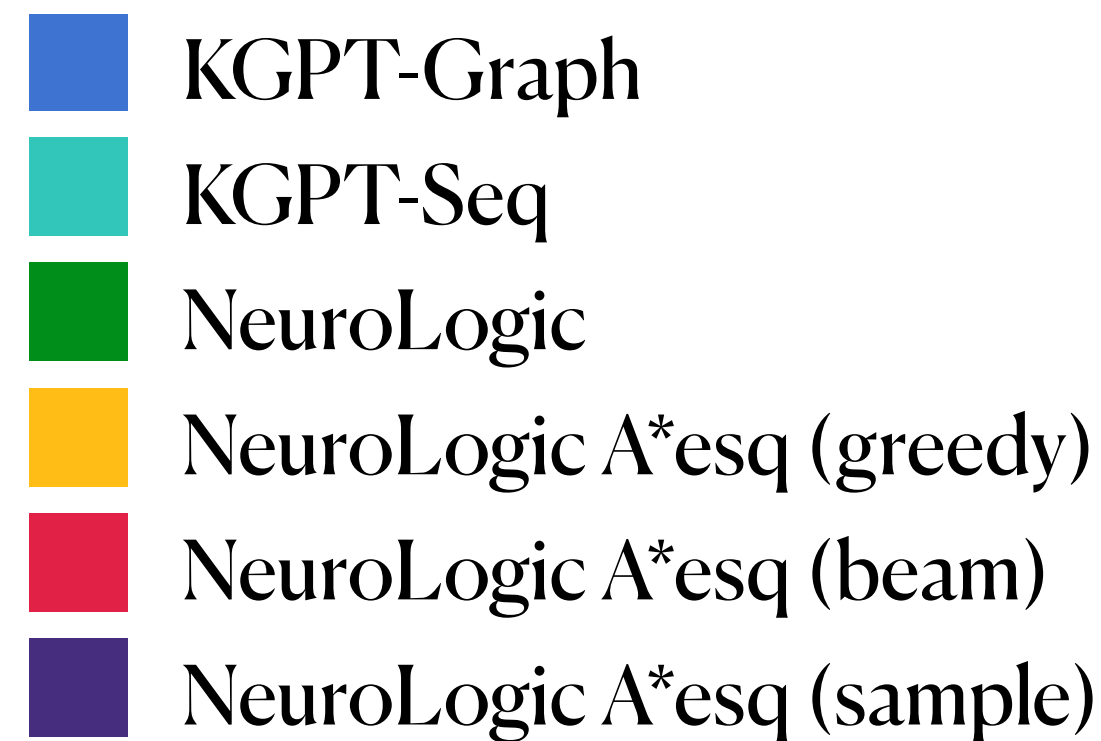 KGPT-Graph
KGPT-Seq
NeuroLogic
NeuroLogic A*esq (greedy)
NeuroLogic A*esq (beam)
NeuroLogic A*esq (sample)